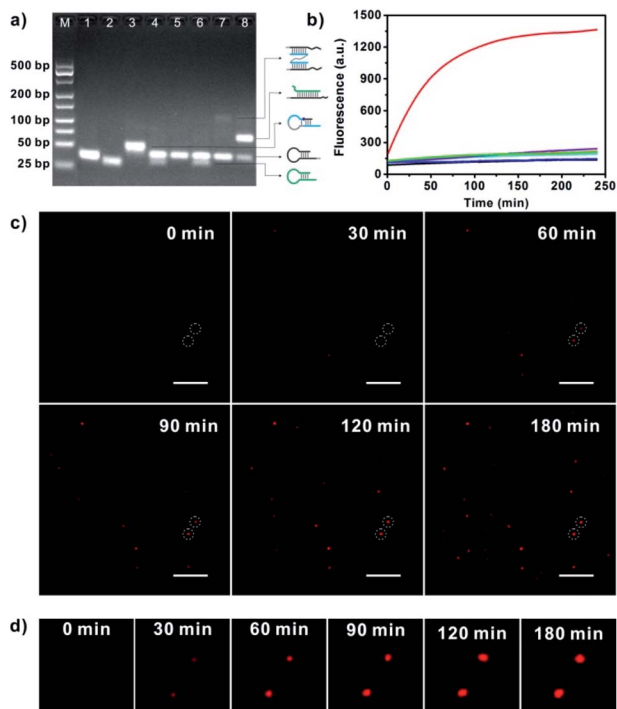 a)
M 1 2 3 4 5 6 7 8
500 bp
200 bp
100 bp
50 bp
25 bp
b)
Fluorescence (a.u.)
1500
1200
900
600
300
0
0 50 100 150 200 250
Time (min)
c)
0 min 30 min 60 min
90 min 120 min 180 min
d)
0 min 30 min 60 min 90 min 120 min 180 min